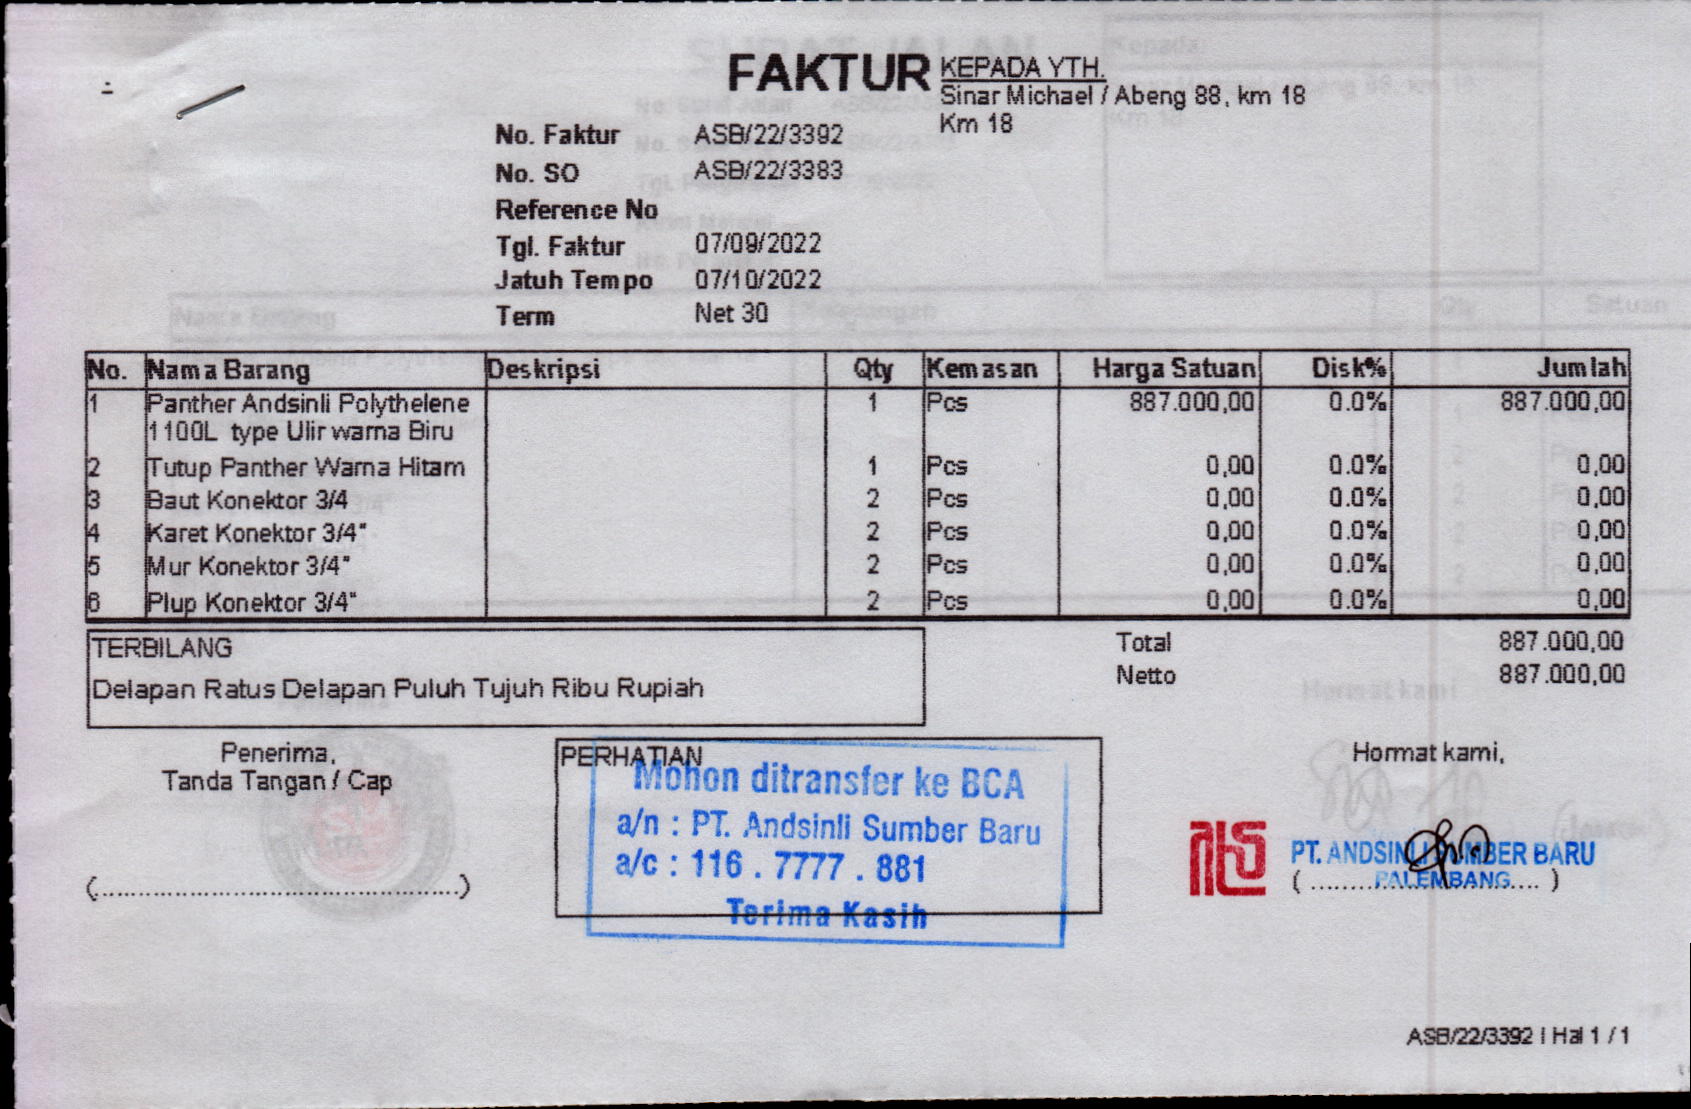 FAKTUR
KEPADA YTH.
Sinar Michael / Abeng 88, km 18
Km 18
No. Faktur ASB/22/3392
No. SO ASB/22/3383
Reference No
Tgl. Faktur 07/09/2022
Jatuh Tempo 07/10/2022
Term Net 30
No. Nama Barang Deskripsi Qty Kemasan Harga Satuan Disk% Jumlah
1 Panther Andsinli Polythelene 1 Pcs 887.000,00 0.0% 887.000,00
1100L type Ulir warna Biru
2 Tutup Panther Warna Hitam 1 Pcs 0,00 0.0% 0,00
3 Baut Konektor 3/4 2 Pcs 0,00 0.0% 0,00
4 Karet Konektor 3/4" 2 Pcs 0,00 0.0% 0,00
5 Mur Konektor 3/4" 2 Pcs 0,00 0.0% 0,00
6 Plup Konektor 3/4" 2 Pcs 0,00 0.0% 0,00
TERBILANG
Delapan Ratus Delapan Puluh Tujuh Ribu Rupiah
Total 887.000,00
Netto 887.000,00
Penerima,
Tanda Tangan / Cap
(..................................................)
PERHATIAN
Mohon ditransfer ke BCA
a/n : PT. Andsinli Sumber Baru
a/c : 116 . 7777 . 881
Terima Kasih
Hormat kami,
PT. ANDSINLI SUMBER BARU
PALEMBANG
ASB/22/3392 | Hal 1 / 1